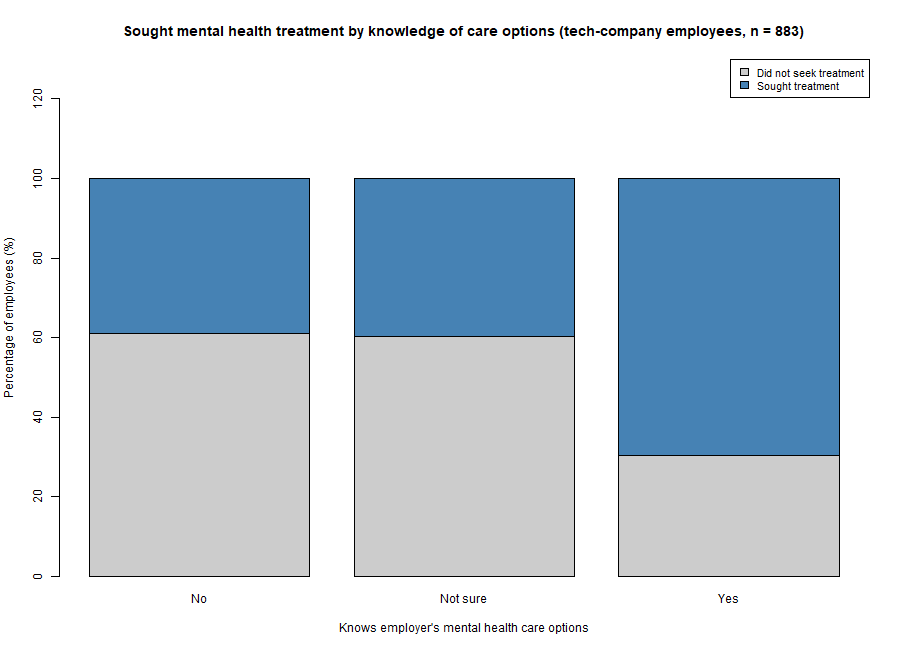 Sought mental health treatment by knowledge of care options (tech-company employees, n = 883)
Did not seek treatment
Sought treatment
120
100
80
60
40
20
0
Percentage of employees (%)
No
Not sure
Yes
Knows employer's mental health care options